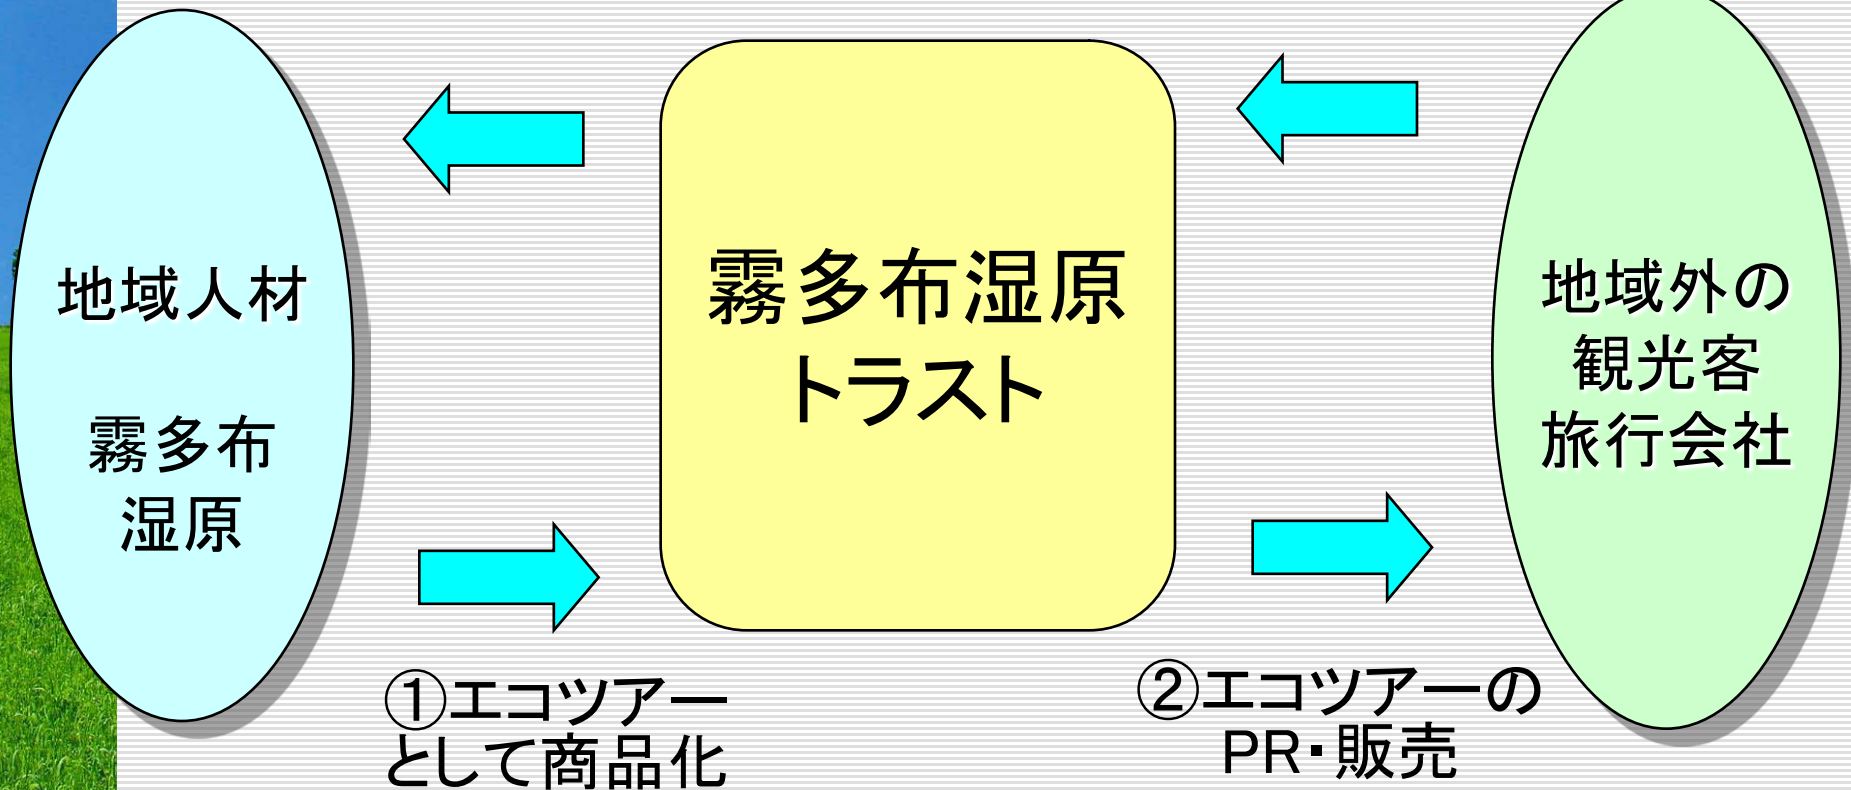 地域人材
霧多布
湿原
霧多布湿原
トラスト
地域外の
観光客
旅行会社
①エコツアー
として商品化
②エコツアーの
PR・販売